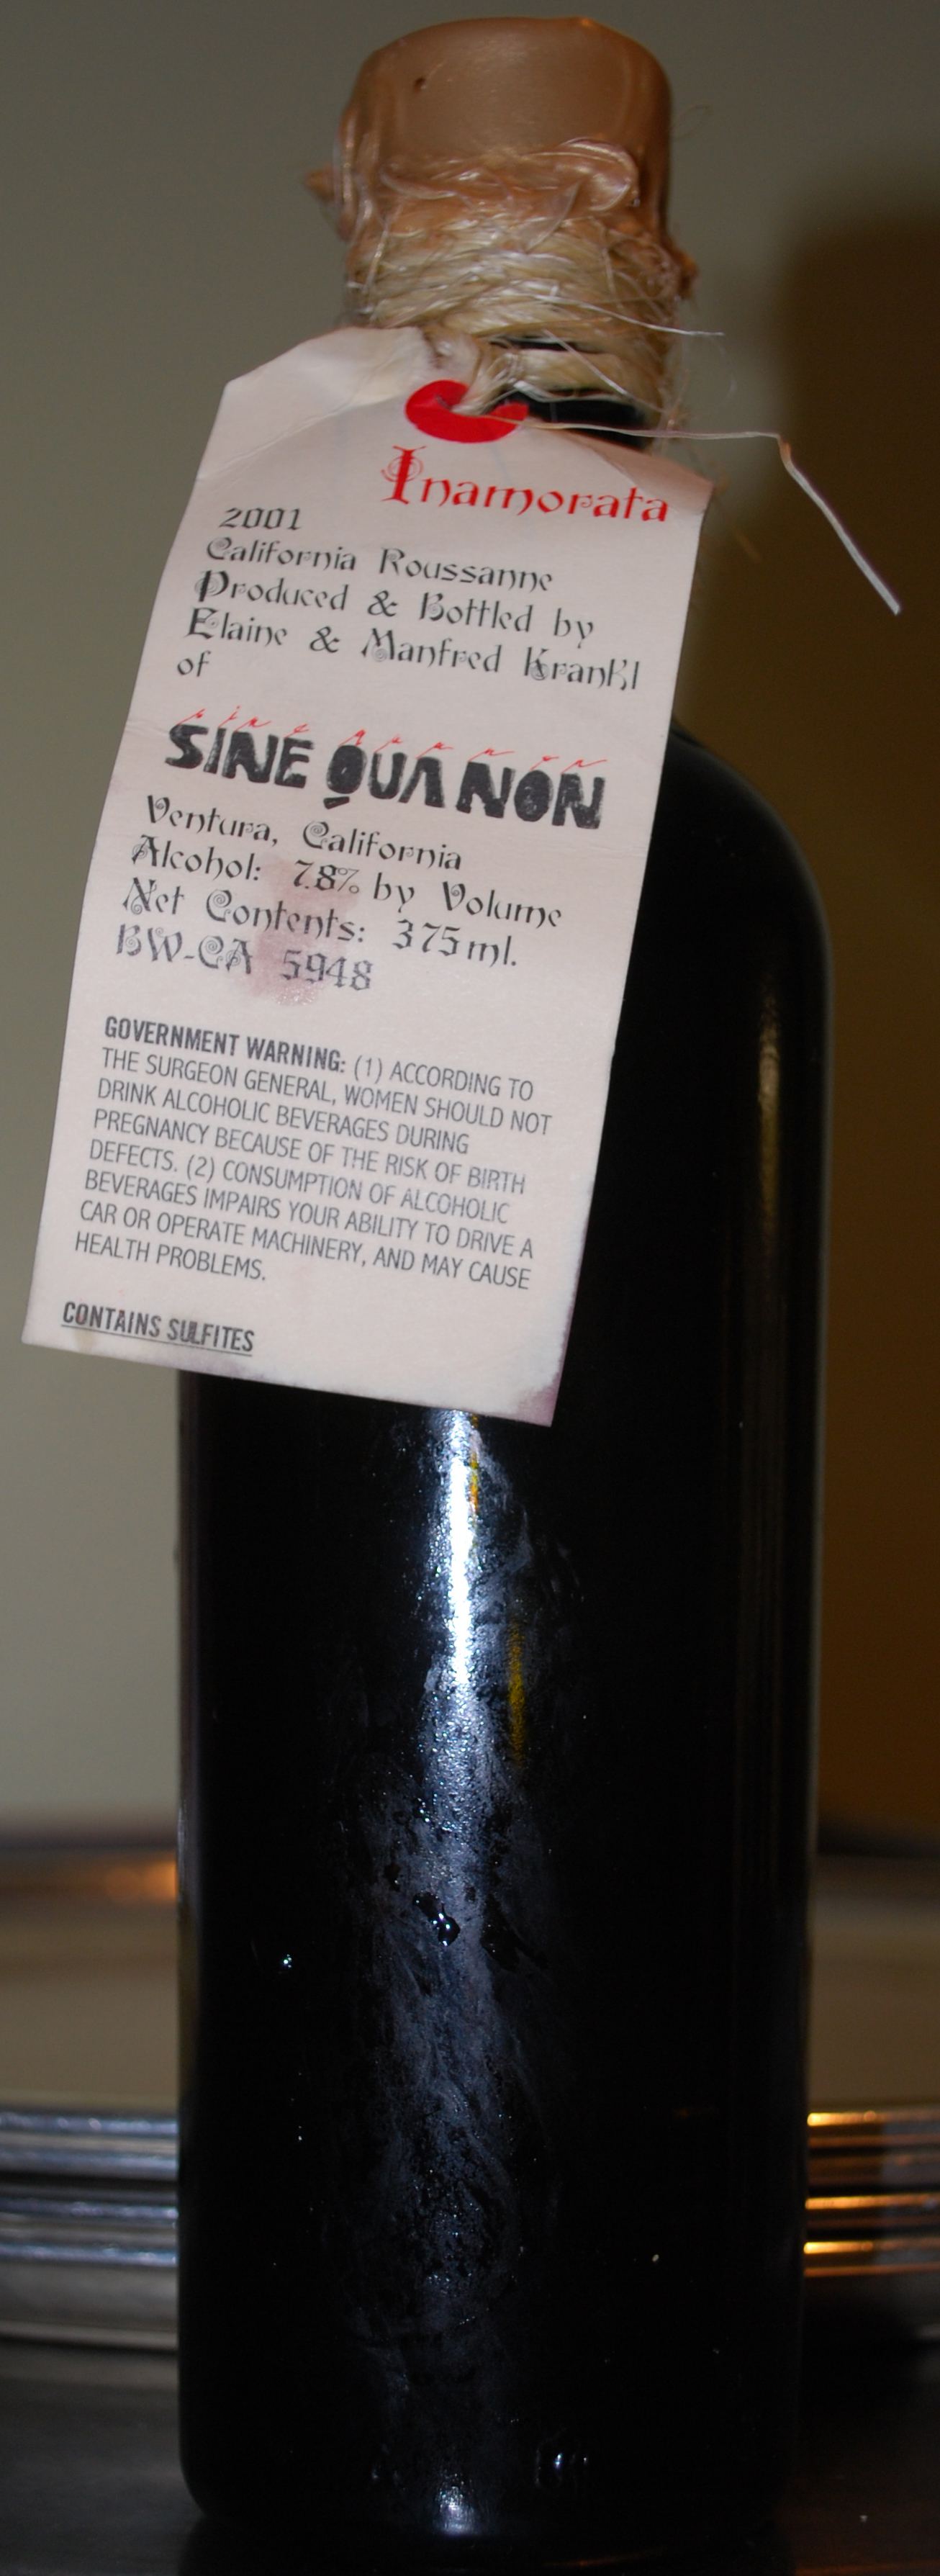 Inamorata
2001
California Roussanne
Produced & Bottled by
Elaine & Manfred Krankl
of
sine qua non
SINE QUA NON
Ventura, California
Alcohol: 7.8% by Volume
Net Contents: 375 ml.
BW-CA 5948
GOVERNMENT WARNING: (1) ACCORDING TO
THE SURGEON GENERAL, WOMEN SHOULD NOT
DRINK ALCOHOLIC BEVERAGES DURING
PREGNANCY BECAUSE OF THE RISK OF BIRTH
DEFECTS. (2) CONSUMPTION OF ALCOHOLIC
BEVERAGES IMPAIRS YOUR ABILITY TO DRIVE A
CAR OR OPERATE MACHINERY, AND MAY CAUSE
HEALTH PROBLEMS.
CONTAINS SULFITES